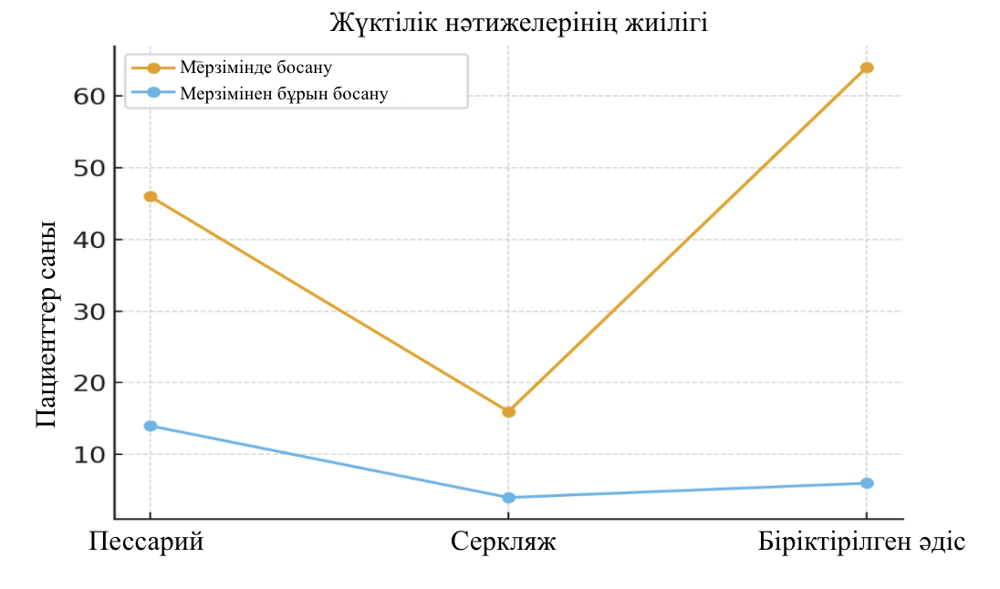 Жүктілік нәтижелерінің жиілігі
Мерзімінде босану
Мерзімінен бұрын босану
Пациенттер саны
60
50
40
30
20
10
Пессарий
Серкляж
Біріктірілген әдіс